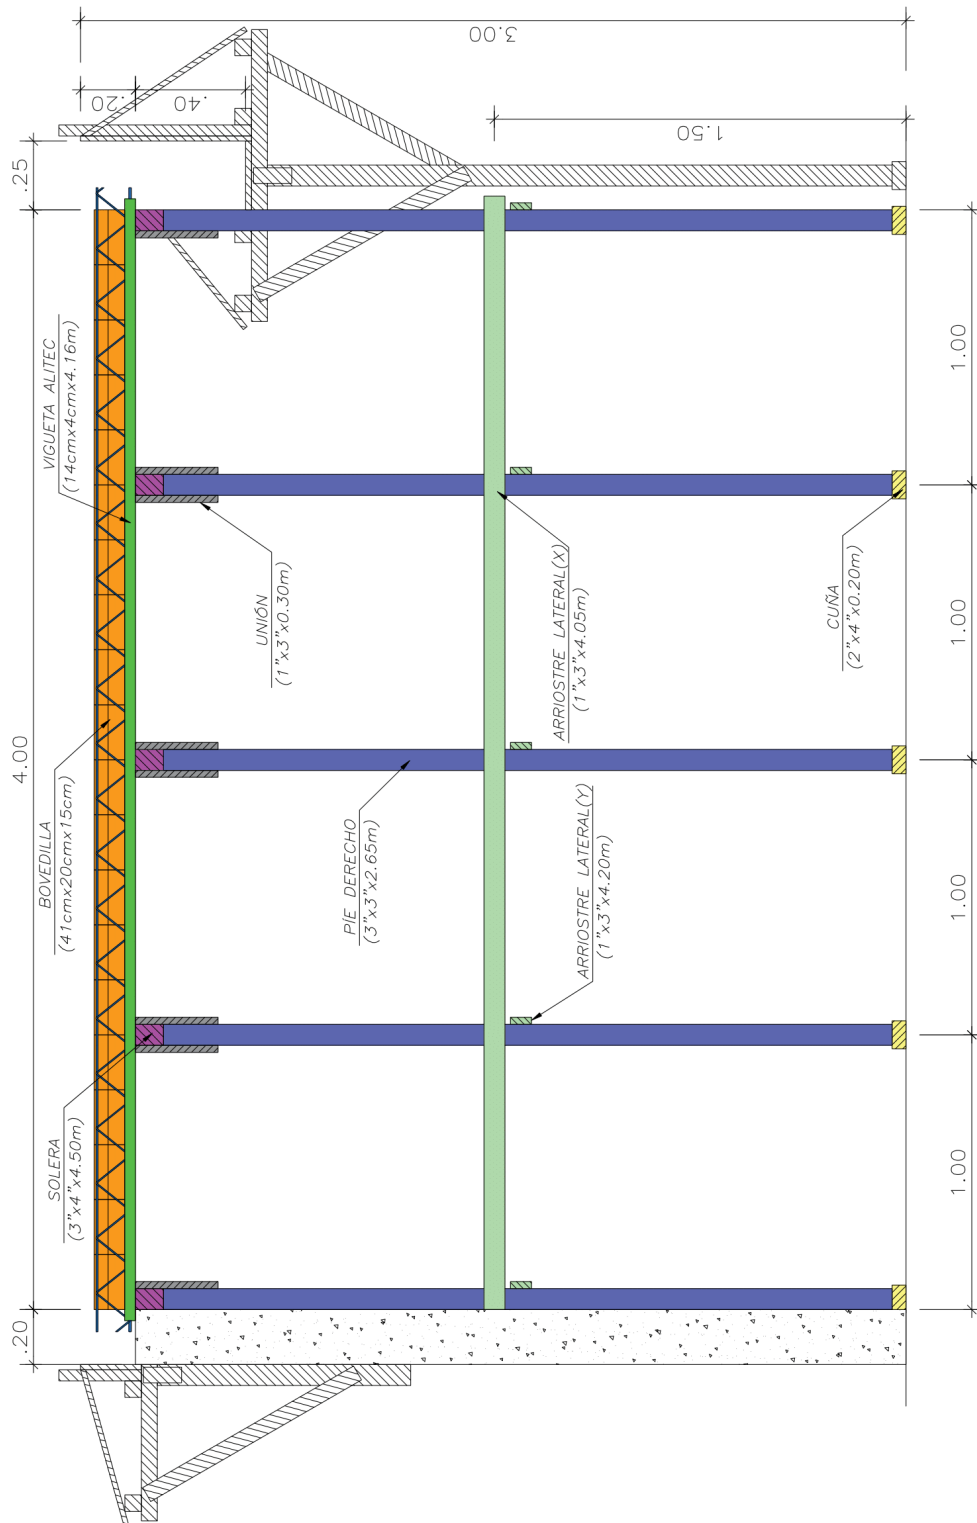 .20
4.00
.25
SOLERA
(3"x4"x4.50m)
BOVEDILLA
(41cmx20cmx15cm)
VIGUETA ALITEC
(14cmx4cmx4.16m)
.20
.40
3.00
1.50
UNIÓN
(1"x3"x0.30m)
PÍE DERECHO
(3"x3"x2.65m)
ARRIOSTRE LATERAL(X)
(1"x3"x4.05m)
ARRIOSTRE LATERAL(Y)
(1"x3"x4.20m)
CUÑA
(2"x4"x0.20m)
1.00
1.00
1.00
1.00